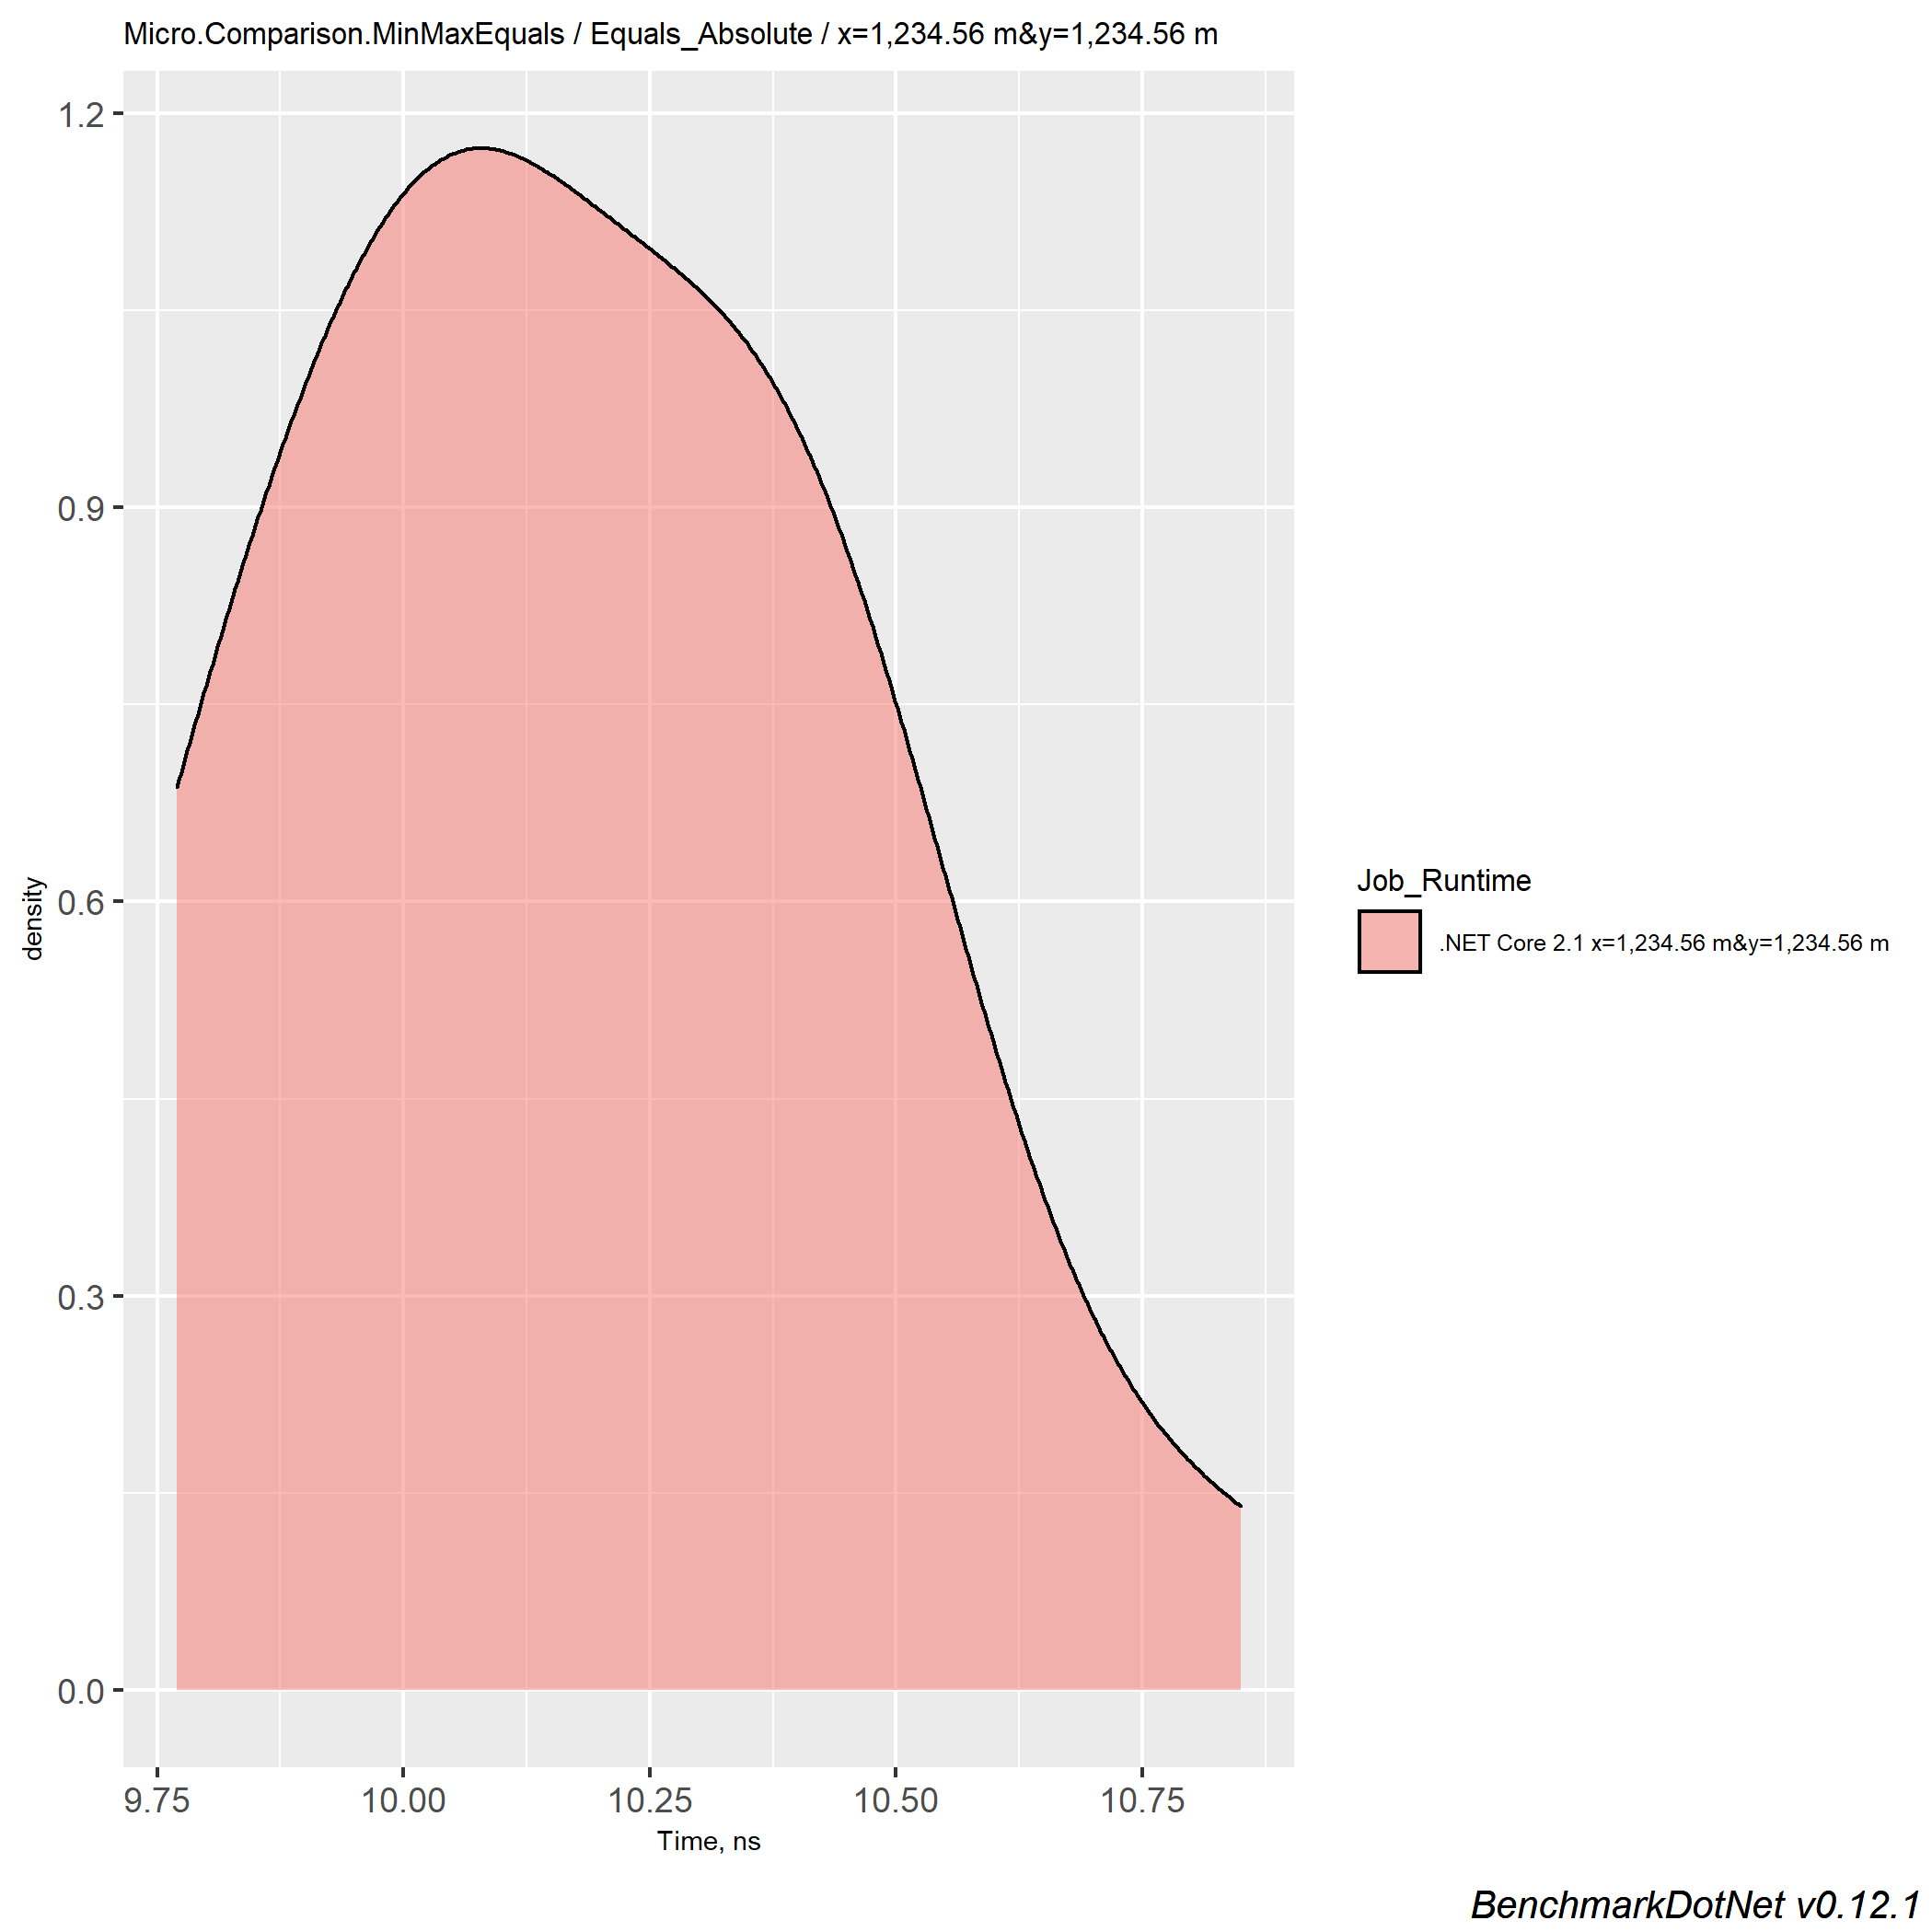 Micro.Comparison.MinMaxEquals / Equals_Absolute / x=1,234.56 m&y=1,234.56 m
1.2
0.9
0.6
0.3
0.0
density
9.75 10.00 10.25 10.50 10.75
Time, ns
Job_Runtime
.NET Core 2.1 x=1,234.56 m&y=1,234.56 m
BenchmarkDotNet v0.12.1